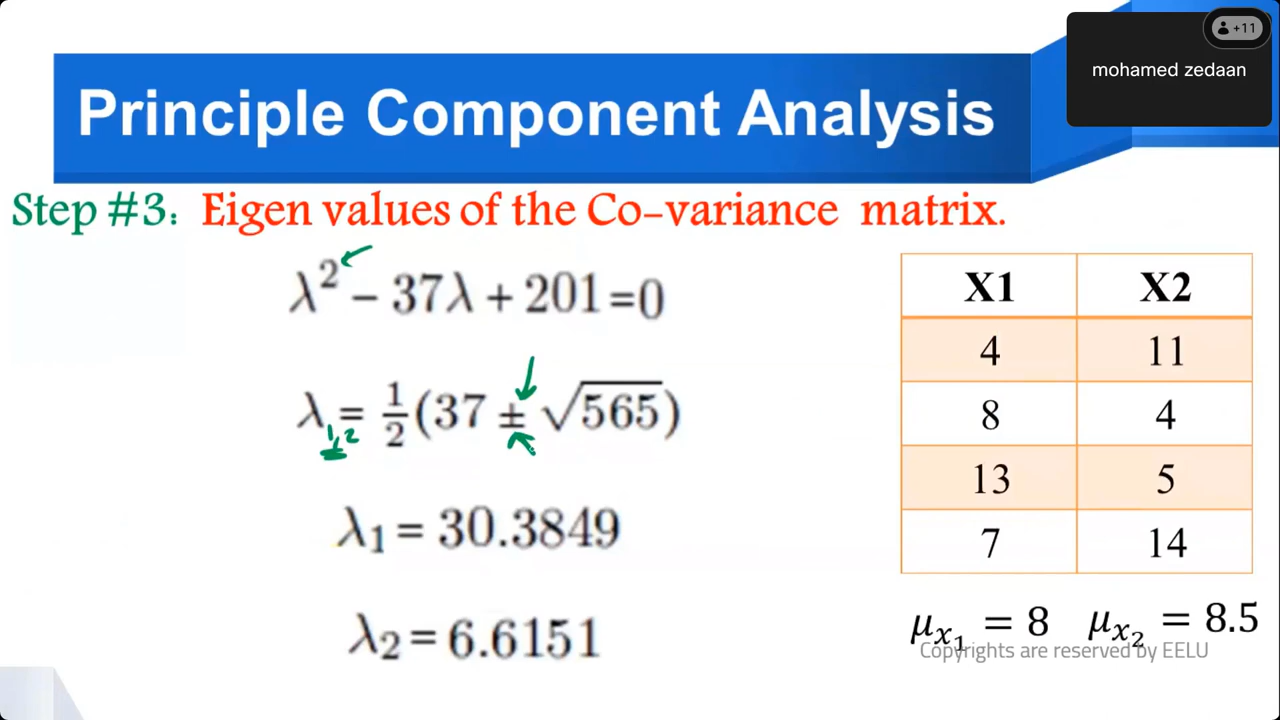 +11
mohamed zedaan
Principle Component Analysis
Step #3: Eigen values of the Co-variance matrix.
λ² − 37λ + 201 = 0
λ 1,2 = ½(37 ± √565)
λ₁ = 30.3849
λ₂ = 6.6151
X1 X2
4 11
8 4
13 5
7 14
μx₁ = 8 μx₂ = 8.5
Copyrights are reserved by EELU